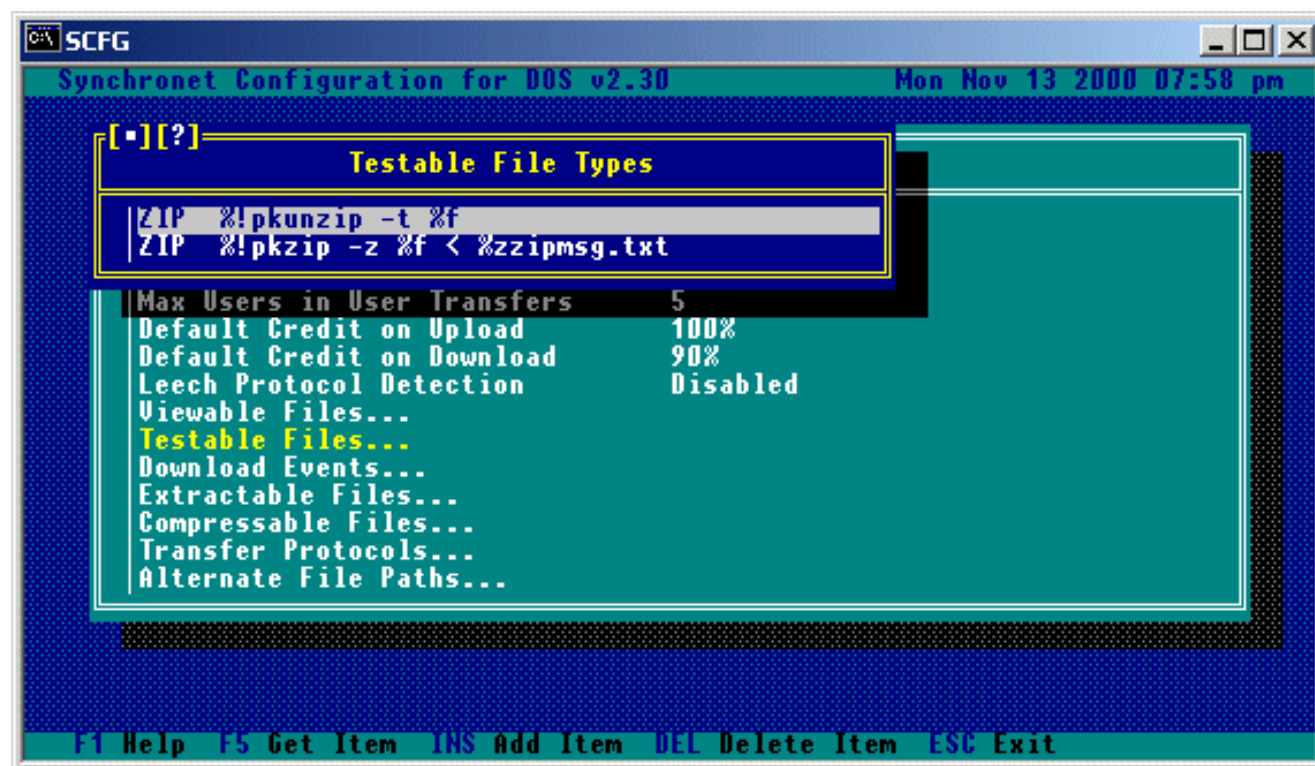 SCFG
Synchronet Configuration for DOS v2.30 Mon Nov 13 2000 07:58 pm
[▪][?]
Testable File Types
ZIP %!pkunzip -t %f
ZIP %!pkzip -z %f < %zzipmsg.txt
Max Users in User Transfers 5
Default Credit on Upload 100%
Default Credit on Download 90%
Leech Protocol Detection Disabled
Viewable Files...
Testable Files...
Download Events...
Extractable Files...
Compressable Files...
Transfer Protocols...
Alternate File Paths...
F1 Help F5 Get Item INS Add Item DEL Delete Item ESC Exit